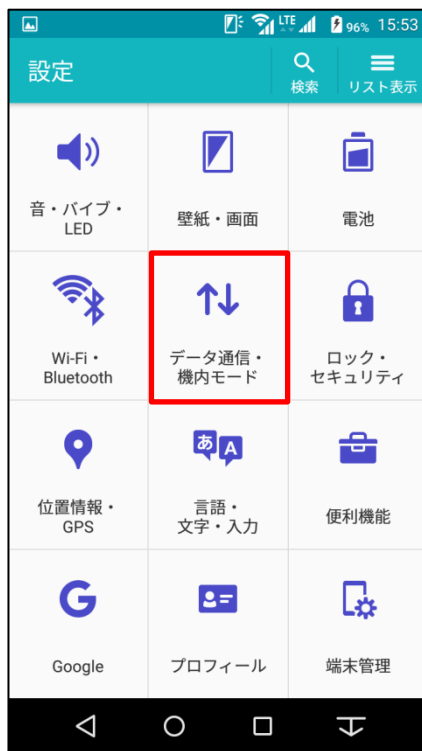 LTE 96% 15:53
設定
検索 リスト表示
音・バイブ・
LED
壁紙・画面
電池
Wi-Fi・
Bluetooth
データ通信・
機内モード
ロック・
セキュリティ
位置情報・
GPS
あA
言語・
文字・入力
便利機能
G
Google
プロフィール
端末管理